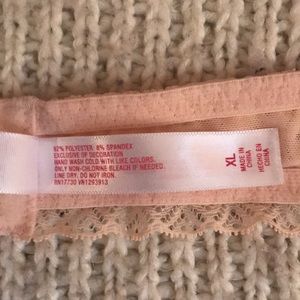 92% POLYESTER, 8% SPANDEX
EXCLUSIVE OF DECORATION
HAND WASH COLD WITH LIKE COLORS.
ONLY NON-CHLORINE BLEACH IF NEEDED.
LINE DRY. DO NOT IRON.
RN17730 VN1293913
XL
MADE IN
CHINA
HECHO EN
CHINA